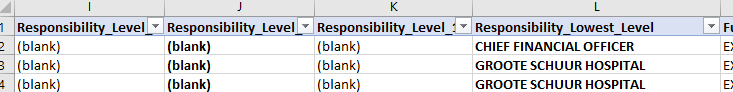 I J K L
1 Responsibility_Level_ Responsibility_Level_ Responsibility_Level_1 Responsibility_Lowest_Level Fu
2 (blank) (blank) (blank) CHIEF FINANCIAL OFFICER EX
3 (blank) (blank) (blank) GROOTE SCHUUR HOSPITAL EX
4 (blank) (blank) (blank) GROOTE SCHUUR HOSPITAL EX